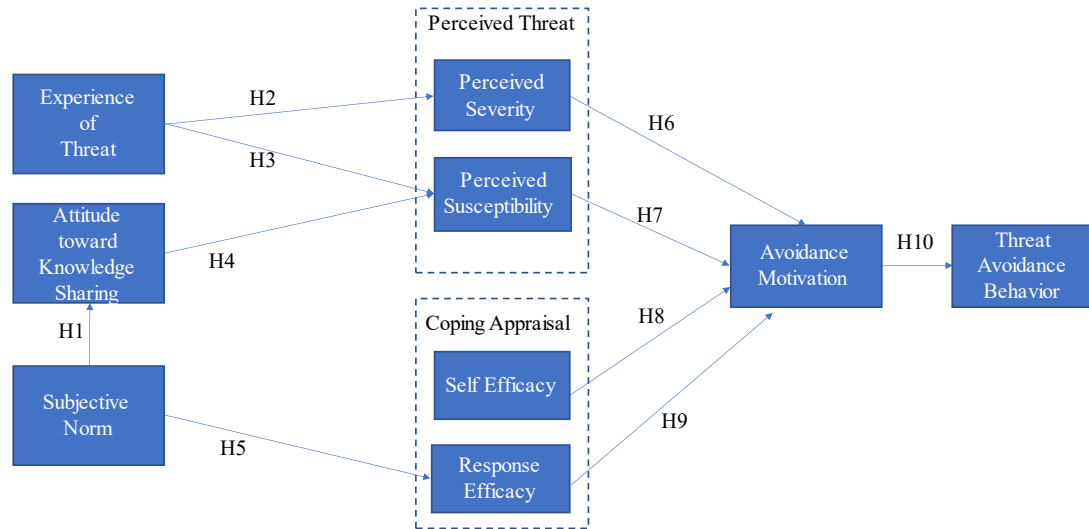 Perceived Threat
Experience
of
Threat
H2
Perceived
Severity
H3
H6
Perceived
Susceptibility
Attitude
toward
Knowledge
Sharing
H4
H7
Avoidance
Motivation
H10
Threat
Avoidance
Behavior
H1
Coping Appraisal
H8
Self Efficacy
Subjective
Norm
H5
H9
Response
Efficacy